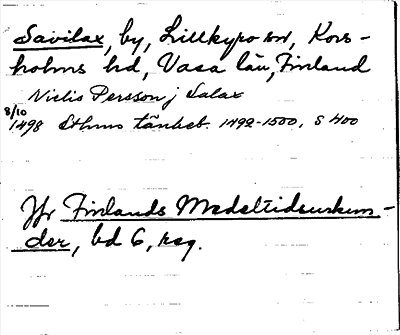 Savilax, by, Lillkyro sn, Kors-
holms hd, Vasa län, Finland
Nielis Persson j Salax
8/10
1498 Sthms tänkeb. 1492-1500, s 400
Jfr Finlands Medeltidsurkun-
der, bd 6, reg.